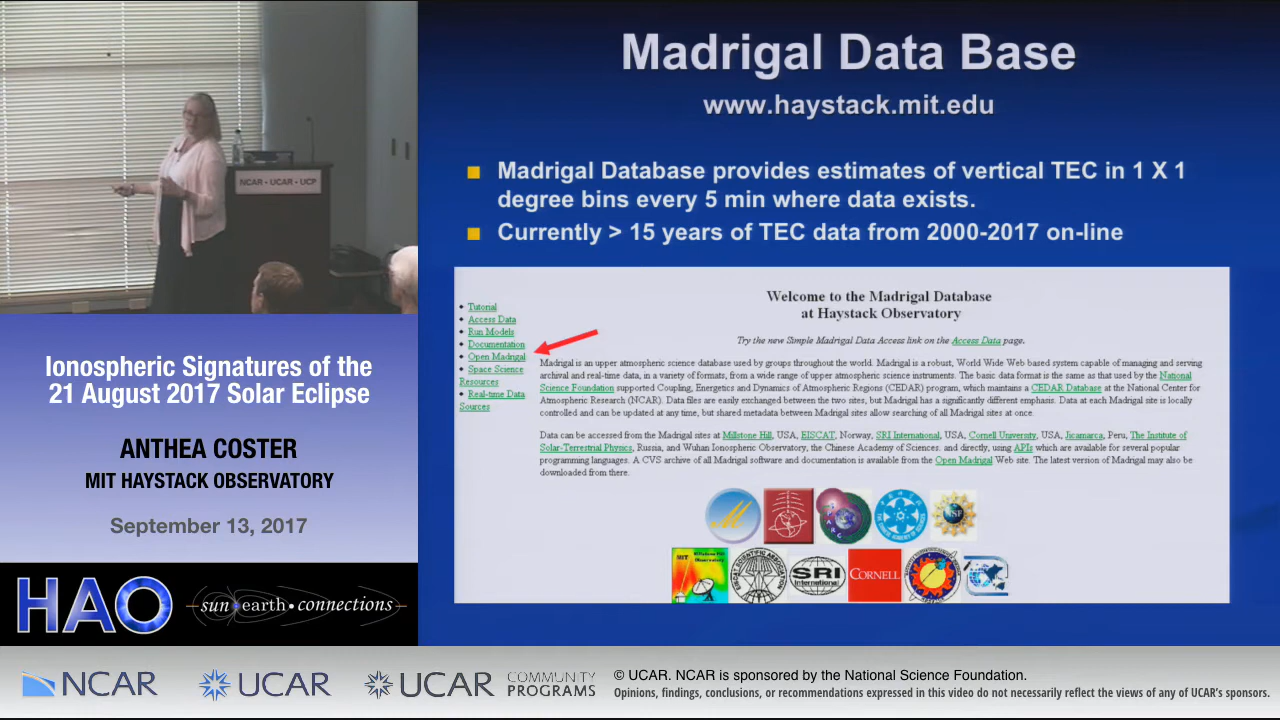 Madrigal Data Base
www.haystack.mit.edu
Madrigal Database provides estimates of vertical TEC in 1 X 1
degree bins every 5 min where data exists.
Currently > 15 years of TEC data from 2000-2017 on-line
NCAR • UCAR • UCP
Tutorial
Access Data
Run Models
Documentation
Open Madrigal
Space Science
Resources
Real-time Data
Sources
Welcome to the Madrigal Database
at Haystack Observatory
Try the new Simple Madrigal Data Access link on the Access Data page.
Madrigal is an upper atmospheric science database used by groups throughout the world. Madrigal is a robust, World Wide Web based system capable of managing and serving
archival and real-time data, in a variety of formats, from a wide range of upper atmospheric science instruments. The basic data format is the same as that used by the National
Science Foundation supported Coupling, Energetics and Dynamics of Atmospheric Regions (CEDAR) program, which maintains a CEDAR Database at the National Center for
Atmospheric Research (NCAR). Data files are easily exchanged between the two sites, but Madrigal has a significantly different emphasis. Data at each Madrigal site is locally
controlled and can be updated at any time, but shared metadata between Madrigal sites allow searching of all Madrigal sites at once.
Data can be accessed from the Madrigal sites at Millstone Hill, USA, EISCAT, Norway, SRI International, USA, Cornell University, USA, Jicamarca, Peru, The Institute of
Solar-Terrestrial Physics, Russia, and Wuhan Ionospheric Observatory, the Chinese Academy of Sciences. and directly, using APIs which are available for several popular
programming languages. A CVS archive of all Madrigal software and documentation is available from the Open Madrigal Web site. The latest version of Madrigal may also be
downloaded from there.
NSF
MIT
SRI
International
CORNELL
Ionospheric Signatures of the
21 August 2017 Solar Eclipse
ANTHEA COSTER
MIT HAYSTACK OBSERVATORY
September 13, 2017
HAO
sun • earth • connections
NCAR
UCAR
UCAR
COMMUNITY
PROGRAMS
© UCAR. NCAR is sponsored by the National Science Foundation.
Opinions, findings, conclusions, or recommendations expressed in this video do not necessarily reflect the views of any of UCAR's sponsors.